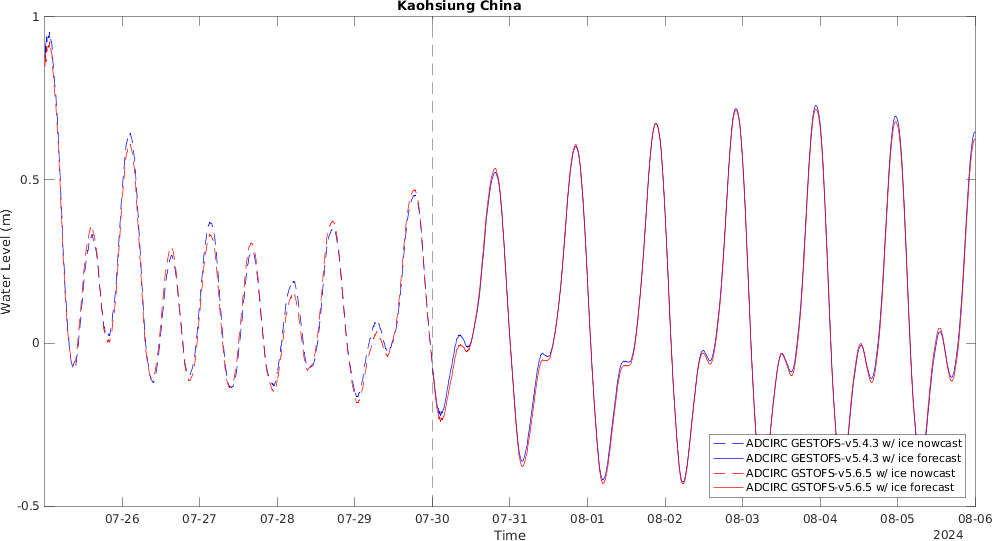 Kaohsiung China
1
0.5
0
-0.5
Water Level (m)
ADCIRC GESTOFS-v5.4.3 w/ ice nowcast
ADCIRC GESTOFS-v5.4.3 w/ ice forecast
ADCIRC GSTOFS-v5.6.5 w/ ice nowcast
ADCIRC GSTOFS-v5.6.5 w/ ice forecast
07-26 07-27 07-28 07-29 07-30 07-31 08-01 08-02 08-03 08-04 08-05 08-06
Time
2024